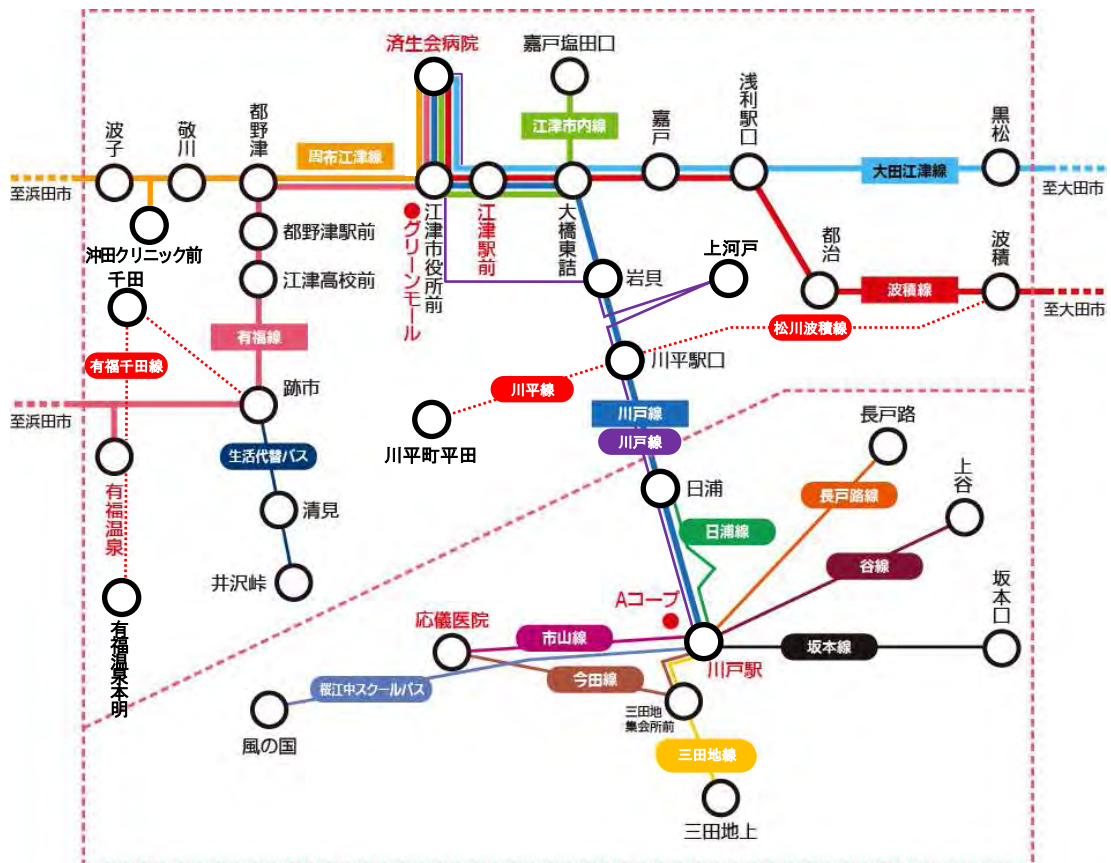 済生会病院
嘉戸塩田口
浅利駅口
黒松
波子
敬川
都野津
周布江津線
江津市内線
嘉戸
大田江津線
至浜田市
至大田市
沖田クリニック前
都野津駅前
江津高校前
グリーンモール
江津市役所前
江津駅前
大橋東詰
岩貝
上河戸
都治
波積
波積線
至大田市
千田
有福線
有福千田線
松川波積線
川平駅口
川平線
跡市
至浜田市
川平町平田
川戸線
川戸線
長戸路
生活代替バス
有福温泉
清見
日浦
長戸路線
上谷
日浦線
谷線
井沢峠
有福温泉本明
坂本口
Aコープ
応儀医院
市山線
川戸駅
坂本線
今田線
桜江中スクールバス
三田地
集会所前
風の国
三田地線
三田地上